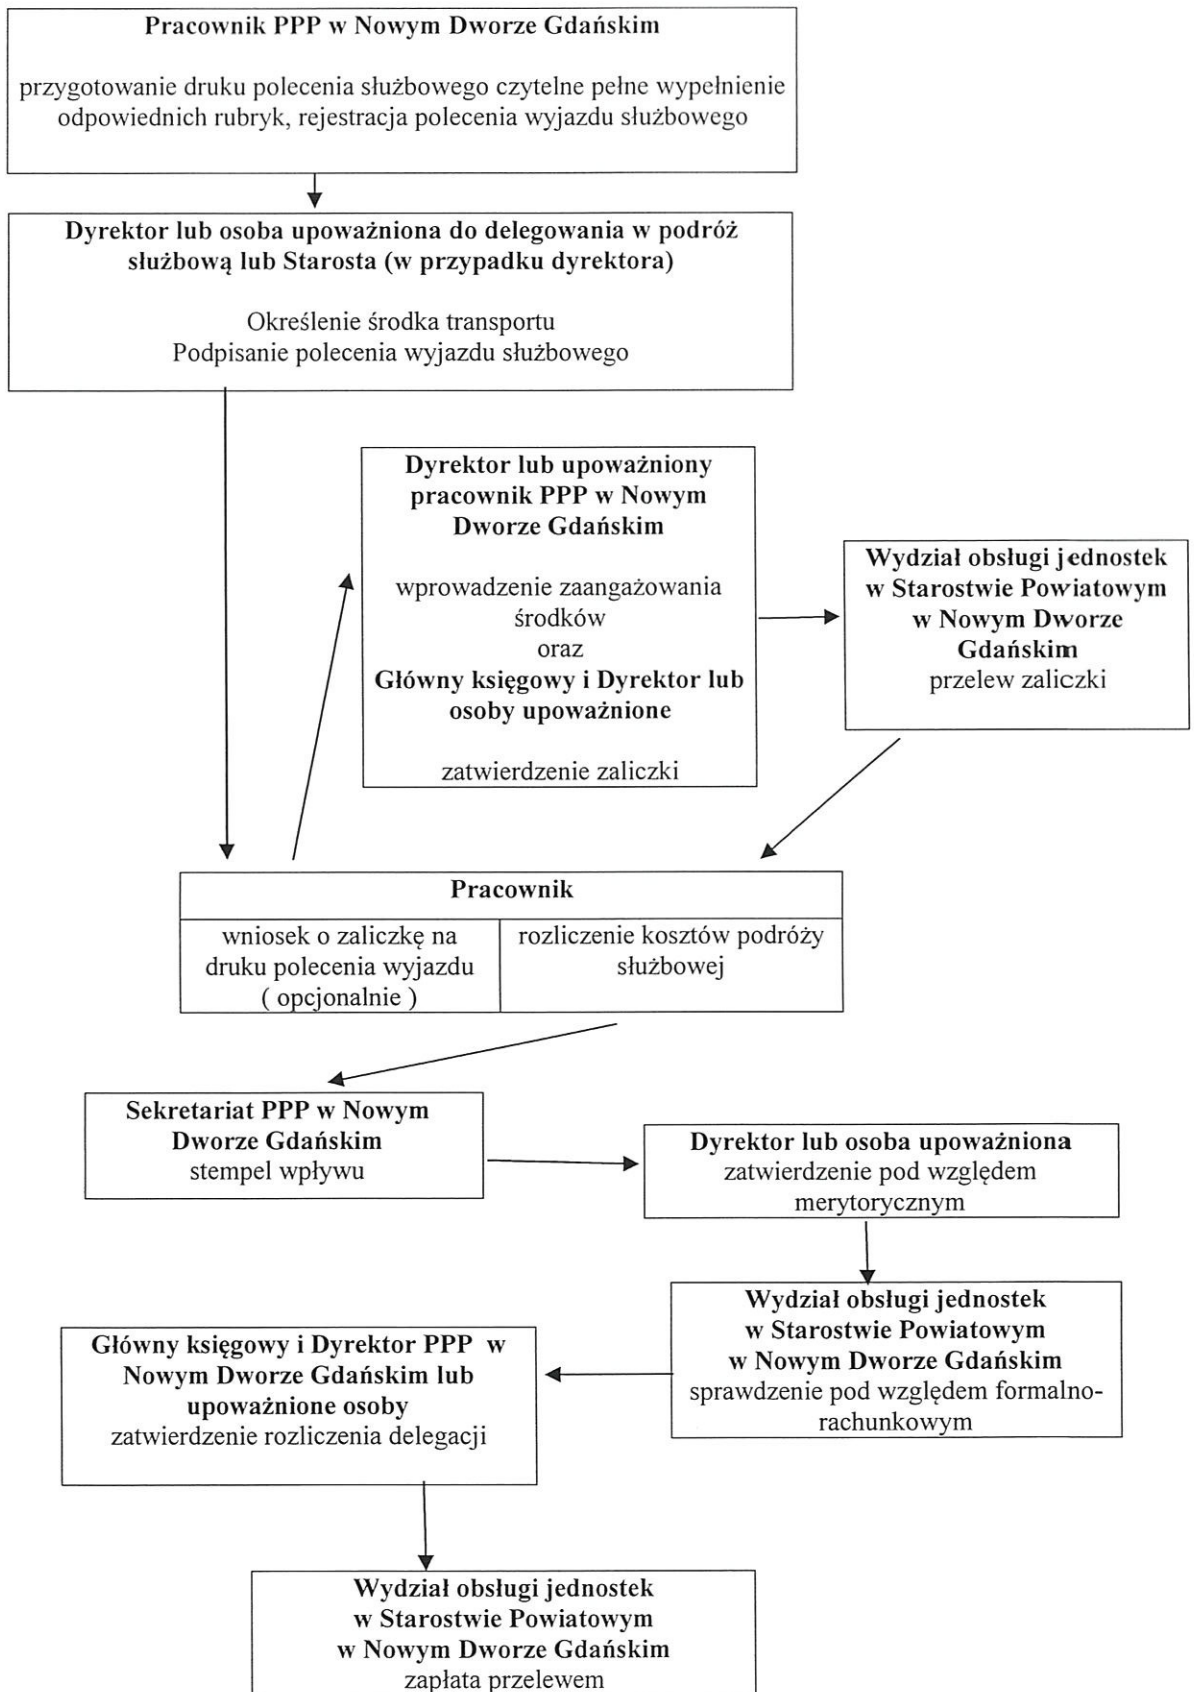 Pracownik PPP w Nowym Dworze Gdańskim
przygotowanie druku polecenia służbowego czytelne pełne wypełnienie
odpowiednich rubryk, rejestracja polecenia wyjazdu służbowego
Dyrektor lub osoba upoważniona do delegowania w podróż
służbową lub Starosta (w przypadku dyrektora)
Określenie środka transportu
Podpisanie polecenia wyjazdu służbowego
Dyrektor lub upoważniony
pracownik PPP w Nowym
Dworze Gdańskim
wprowadzenie zaangażowania
środków
oraz
Główny księgowy i Dyrektor lub
osoby upoważnione
zatwierdzenie zaliczki
Wydział obsługi jednostek
w Starostwie Powiatowym
w Nowym Dworze
Gdańskim
przelew zaliczki
Pracownik
wniosek o zaliczkę na
druku polecenia wyjazdu
( opcjonalnie )
rozliczenie kosztów podróży
służbowej
Sekretariat PPP w Nowym
Dworze Gdańskim
stempel wpływu
Dyrektor lub osoba upoważniona
zatwierdzenie pod względem
merytorycznym
Wydział obsługi jednostek
w Starostwie Powiatowym
w Nowym Dworze Gdańskim
sprawdzenie pod względem formalno-
rachunkowym
Główny księgowy i Dyrektor PPP w
Nowym Dworze Gdańskim lub
upoważnione osoby
zatwierdzenie rozliczenia delegacji
Wydział obsługi jednostek
w Starostwie Powiatowym
w Nowym Dworze Gdańskim
zapłata przelewem